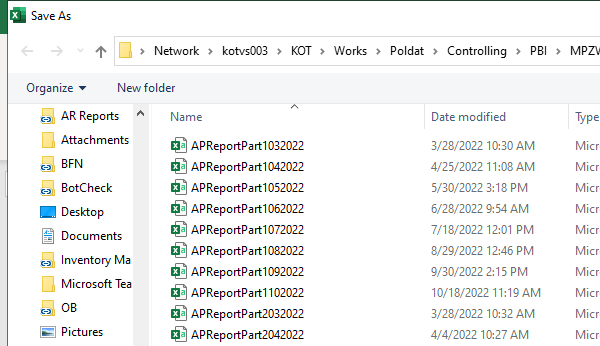 Save As
Network > kotvs003 > KOT > Works > Poldat > Controlling > PBI > MPZV
Organize New folder
AR Reports
Attachments
BFN
BotCheck
Desktop
Documents
Inventory Ma
Microsoft Tea
OB
Pictures
Name Date modified Type
APReportPart1032022 3/28/2022 10:30 AM Micr
APReportPart1042022 4/25/2022 11:08 AM Micr
APReportPart1052022 5/30/2022 3:18 PM Micr
APReportPart1062022 6/28/2022 9:54 AM Micr
APReportPart1072022 7/18/2022 12:01 PM Micr
APReportPart1082022 8/29/2022 12:46 PM Micr
APReportPart1092022 9/30/2022 2:15 PM Micr
APReportPart1102022 10/18/2022 11:19 AM Micr
APReportPart2032022 3/28/2022 10:32 AM Micr
APReportPart2042022 4/4/2022 10:27 AM Micr